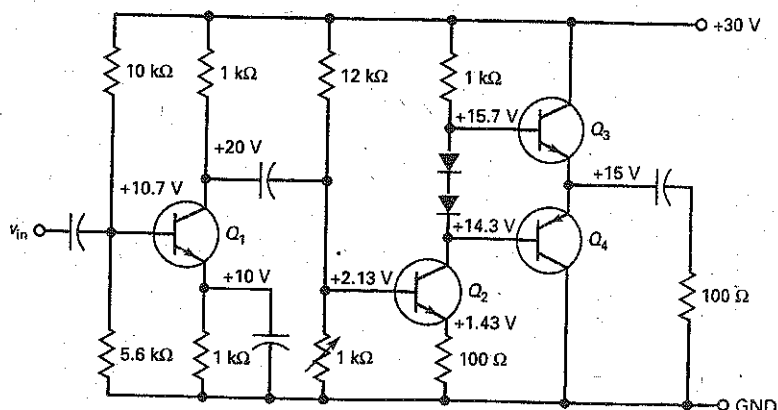 +30 V
10 kΩ
1 kΩ
12 kΩ
1 kΩ
+15.7 V
Q3
+20 V
+10.7 V
+15 V
vin
Q1
+14.3 V
Q4
+10 V
+2.13 V
Q2
+1.43 V
100 Ω
5.6 kΩ
1 kΩ
1 kΩ
100 Ω
GND